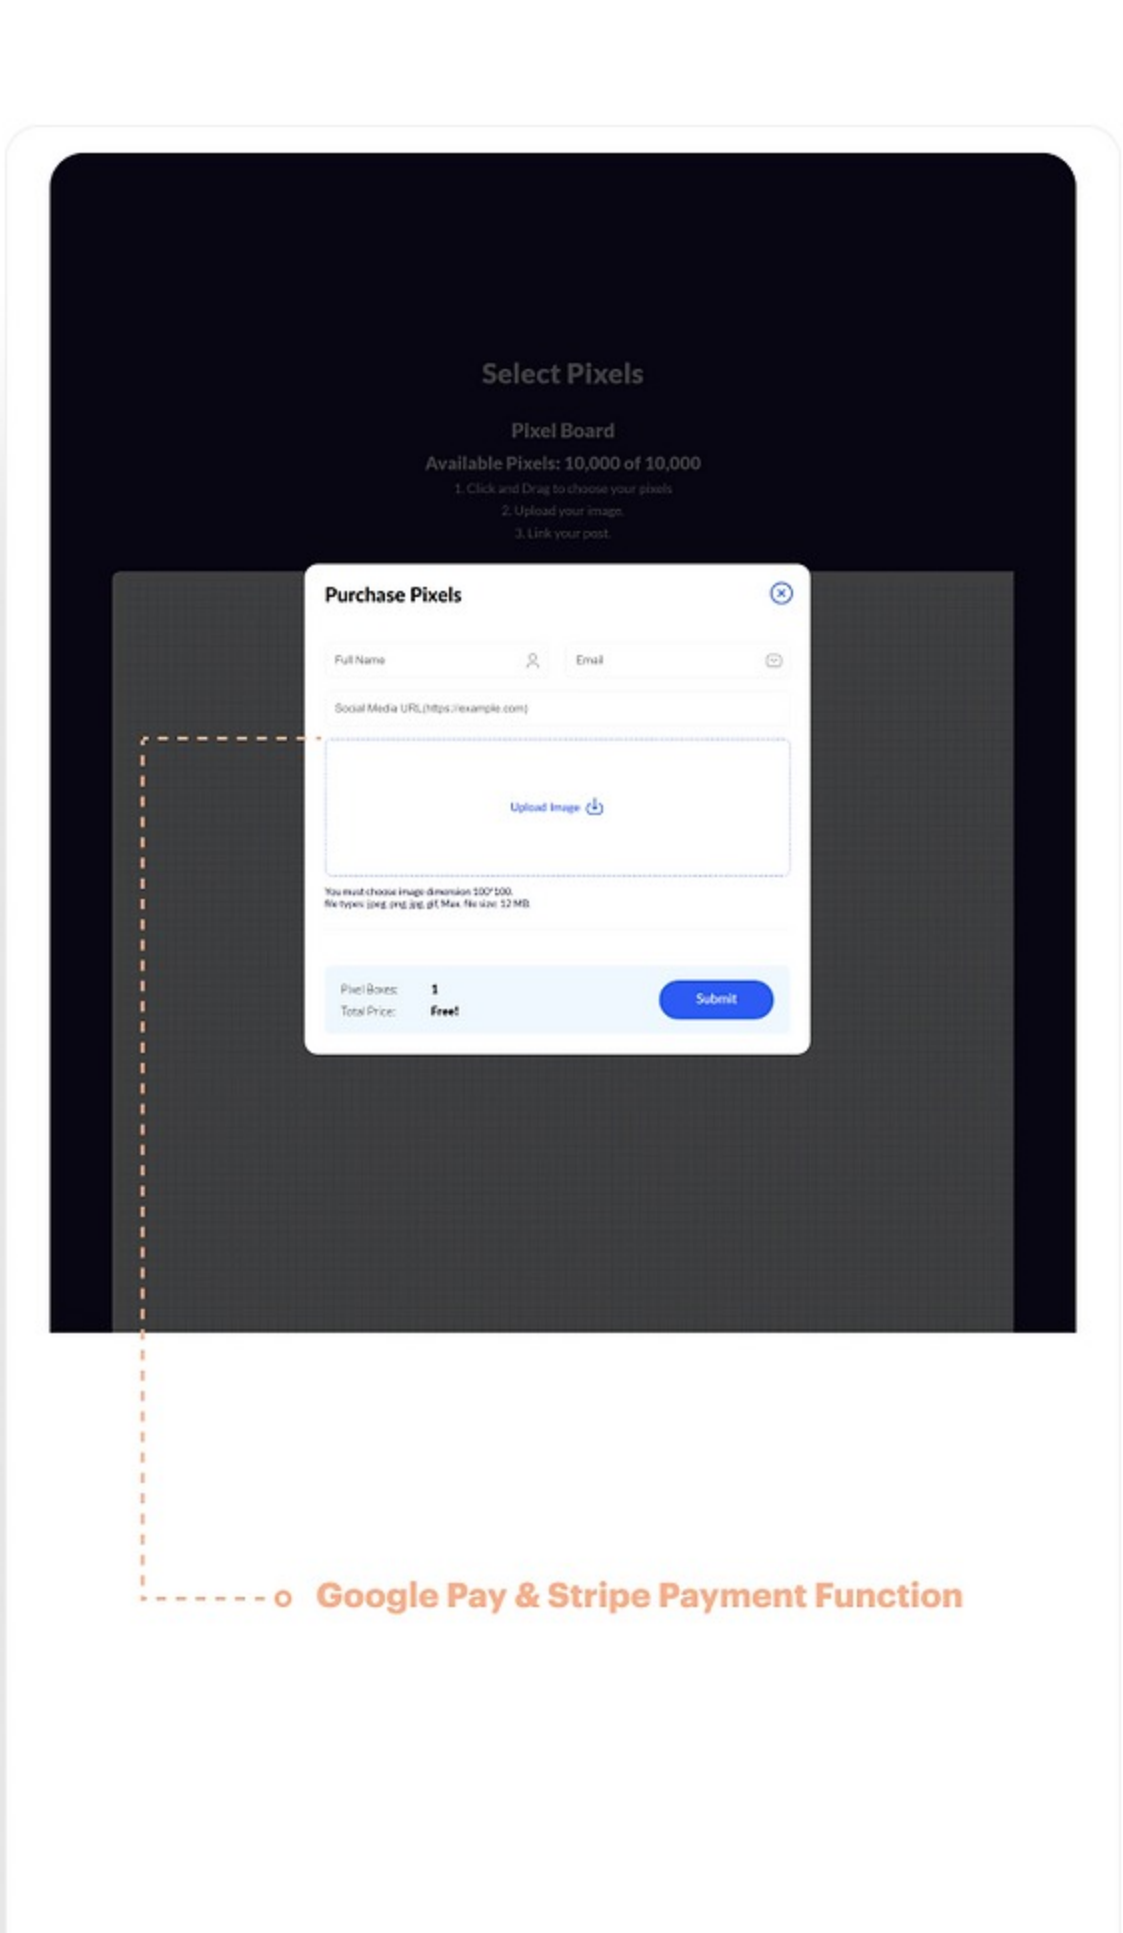 Select Pixels
Pixel Board
Available Pixels: 10,000 of 10,000
1. Click and Drag to choose your pixels
2. Upload your image.
3. Link your post.
Purchase Pixels
Full Name
Email
Social Media URL(https://example.com)
Upload Image
You must choose image dimension 100*100.
file types: jpeg, png, jpg, gif, Max. file size: 12 MB.
Pixel Boxes: 1
Total Price: Free!
Submit
Google Pay & Stripe Payment Function